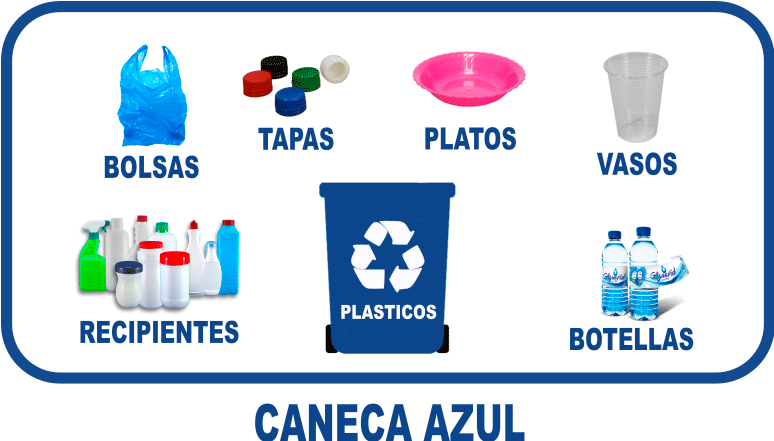 BOLSAS
TAPAS
PLATOS
VASOS
RECIPIENTES
PLASTICOS
BOTELLAS
CANECA AZUL